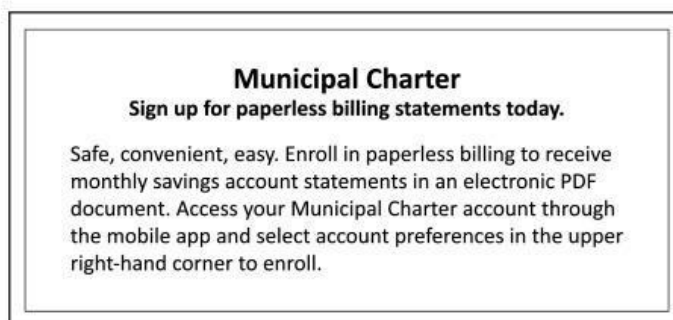 Municipal Charter
Sign up for paperless billing statements today.
Safe, convenient, easy. Enroll in paperless billing to receive
monthly savings account statements in an electronic PDF
document. Access your Municipal Charter account through
the mobile app and select account preferences in the upper
right-hand corner to enroll.